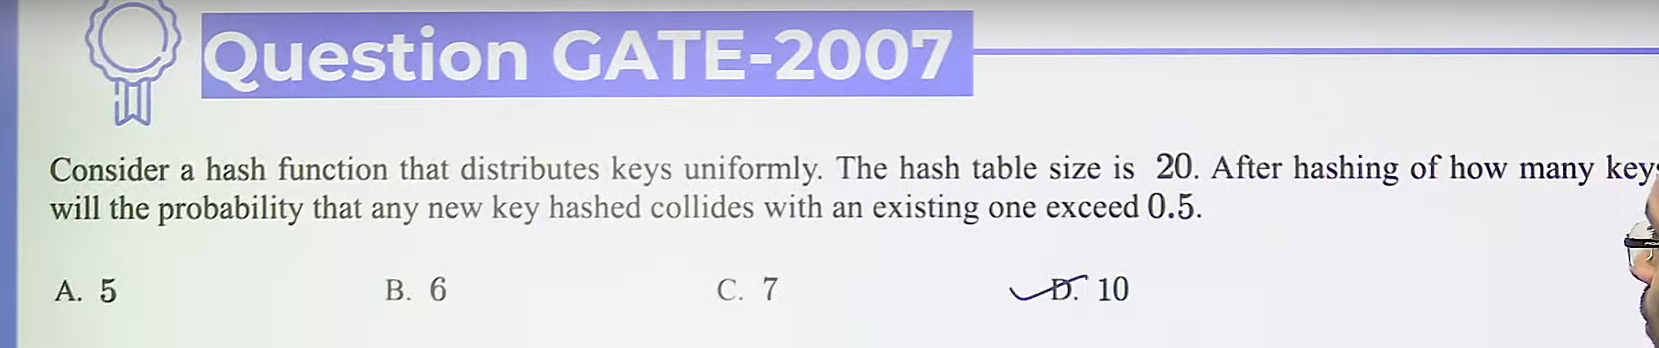 Question GATE-2007
Consider a hash function that distributes keys uniformly. The hash table size is 20. After hashing of how many key
will the probability that any new key hashed collides with an existing one exceed 0.5.
A. 5 B. 6 C. 7 D. 10